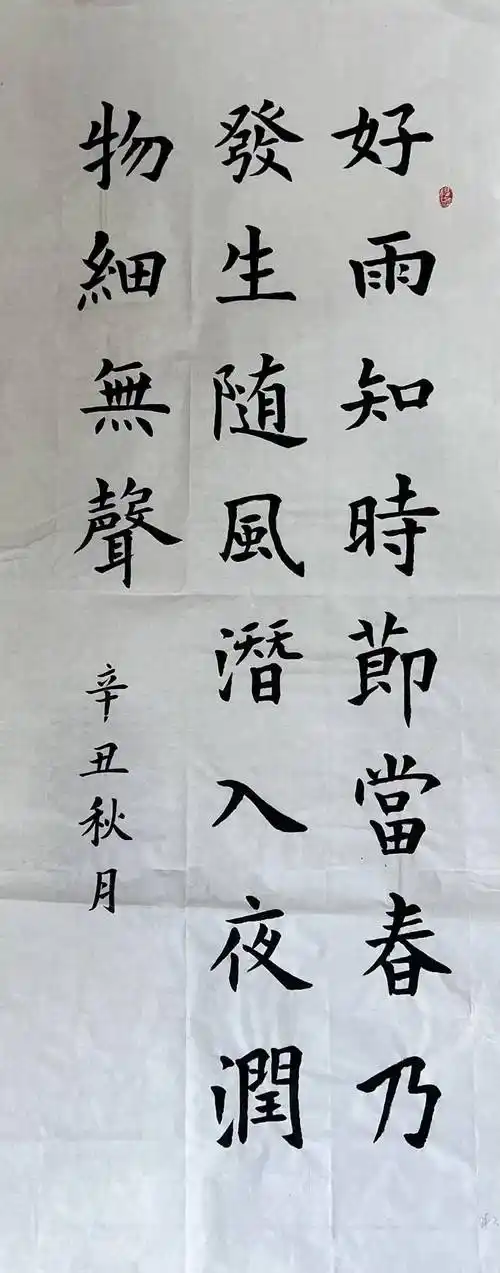 好雨知時節當春乃
發生随風潛入夜潤
物細無聲
辛丑秋月